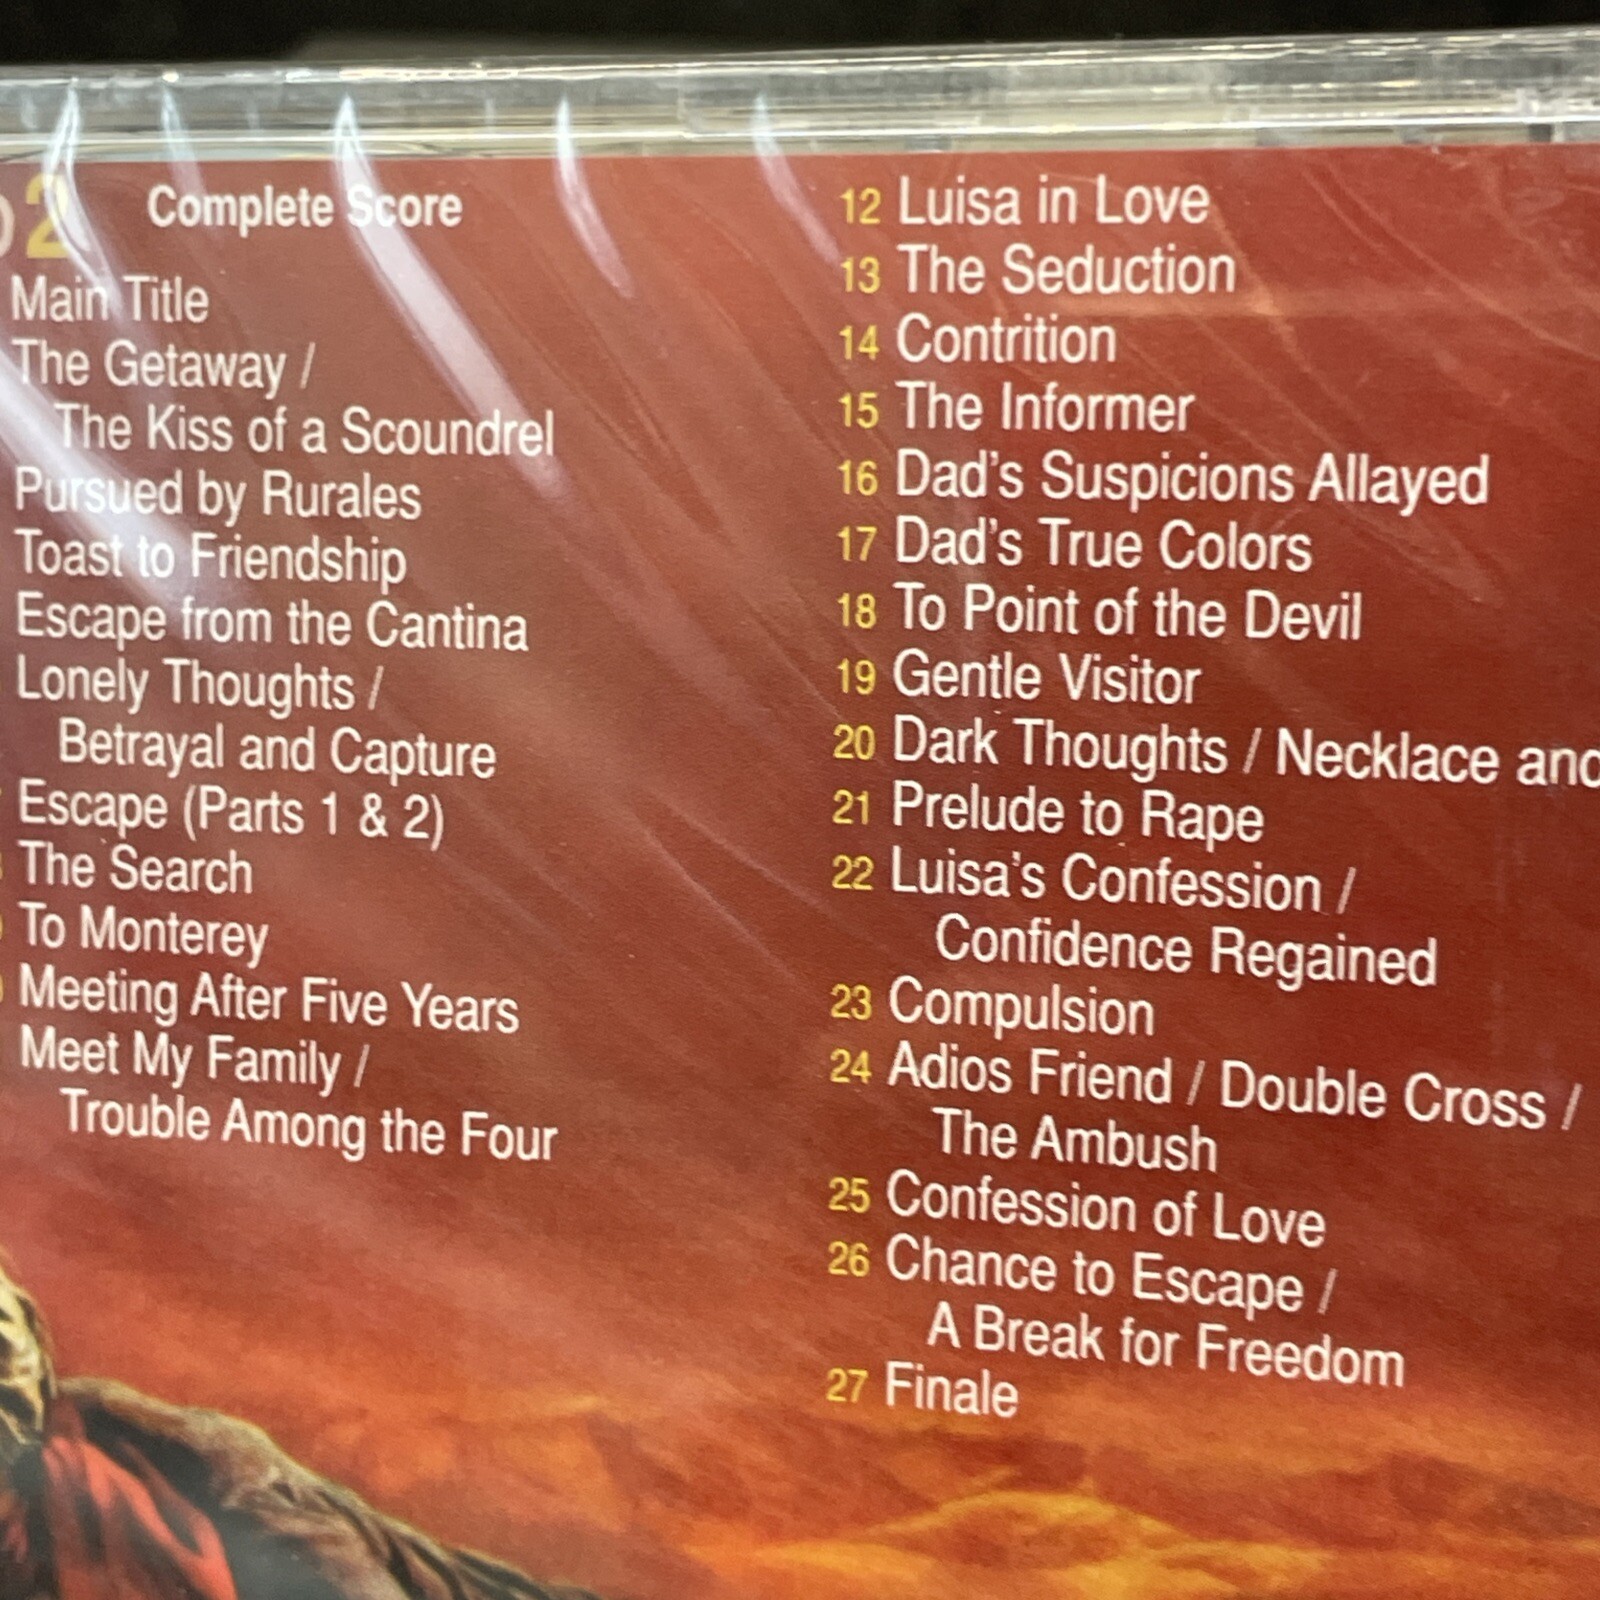 2 Complete Score
Main Title
The Getaway /
The Kiss of a Scoundrel
Pursued by Rurales
Toast to Friendship
Escape from the Cantina
Lonely Thoughts /
Betrayal and Capture
Escape (Parts 1 & 2)
The Search
To Monterey
Meeting After Five Years
Meet My Family /
Trouble Among the Four
12 Luisa in Love
13 The Seduction
14 Contrition
15 The Informer
16 Dad's Suspicions Allayed
17 Dad's True Colors
18 To Point of the Devil
19 Gentle Visitor
20 Dark Thoughts / Necklace and
21 Prelude to Rape
22 Luisa's Confession /
Confidence Regained
23 Compulsion
24 Adios Friend / Double Cross /
The Ambush
25 Confession of Love
26 Chance to Escape /
A Break for Freedom
27 Finale